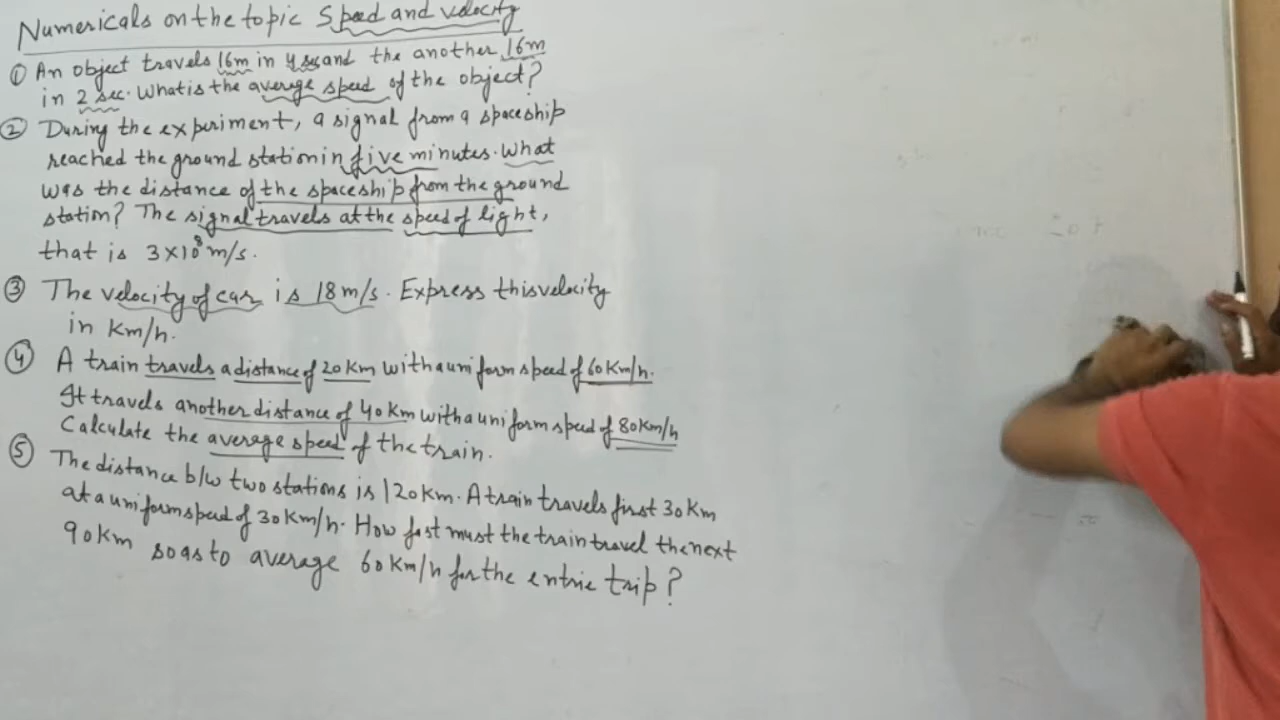 Numericals on the topic Speed and velocity
① An object travels 16m in 4 sec and the another 16m
in 2 sec. What is the average speed of the object?
② During the experiment, a signal from a spaceship
reached the ground station in five minutes. What
was the distance of the spaceship from the ground
station? The signal travels at the speed of light,
that is 3×10⁸ m/s.
③ The velocity of car is 18m/s. Express this velocity
in Km/h.
④ A train travels a distance of 20 Km with a uniform speed of 60 Km/h.
It travels another distance of 40 Km with a uniform speed of 80 Km/h
Calculate the average speed of the train.
⑤ The distance b/w two stations is 120 Km. A train travels first 30 Km
at a uniform speed of 30 Km/h. How fast must the train travel the next
90 Km so as to average 60 Km/h for the entrie trip?